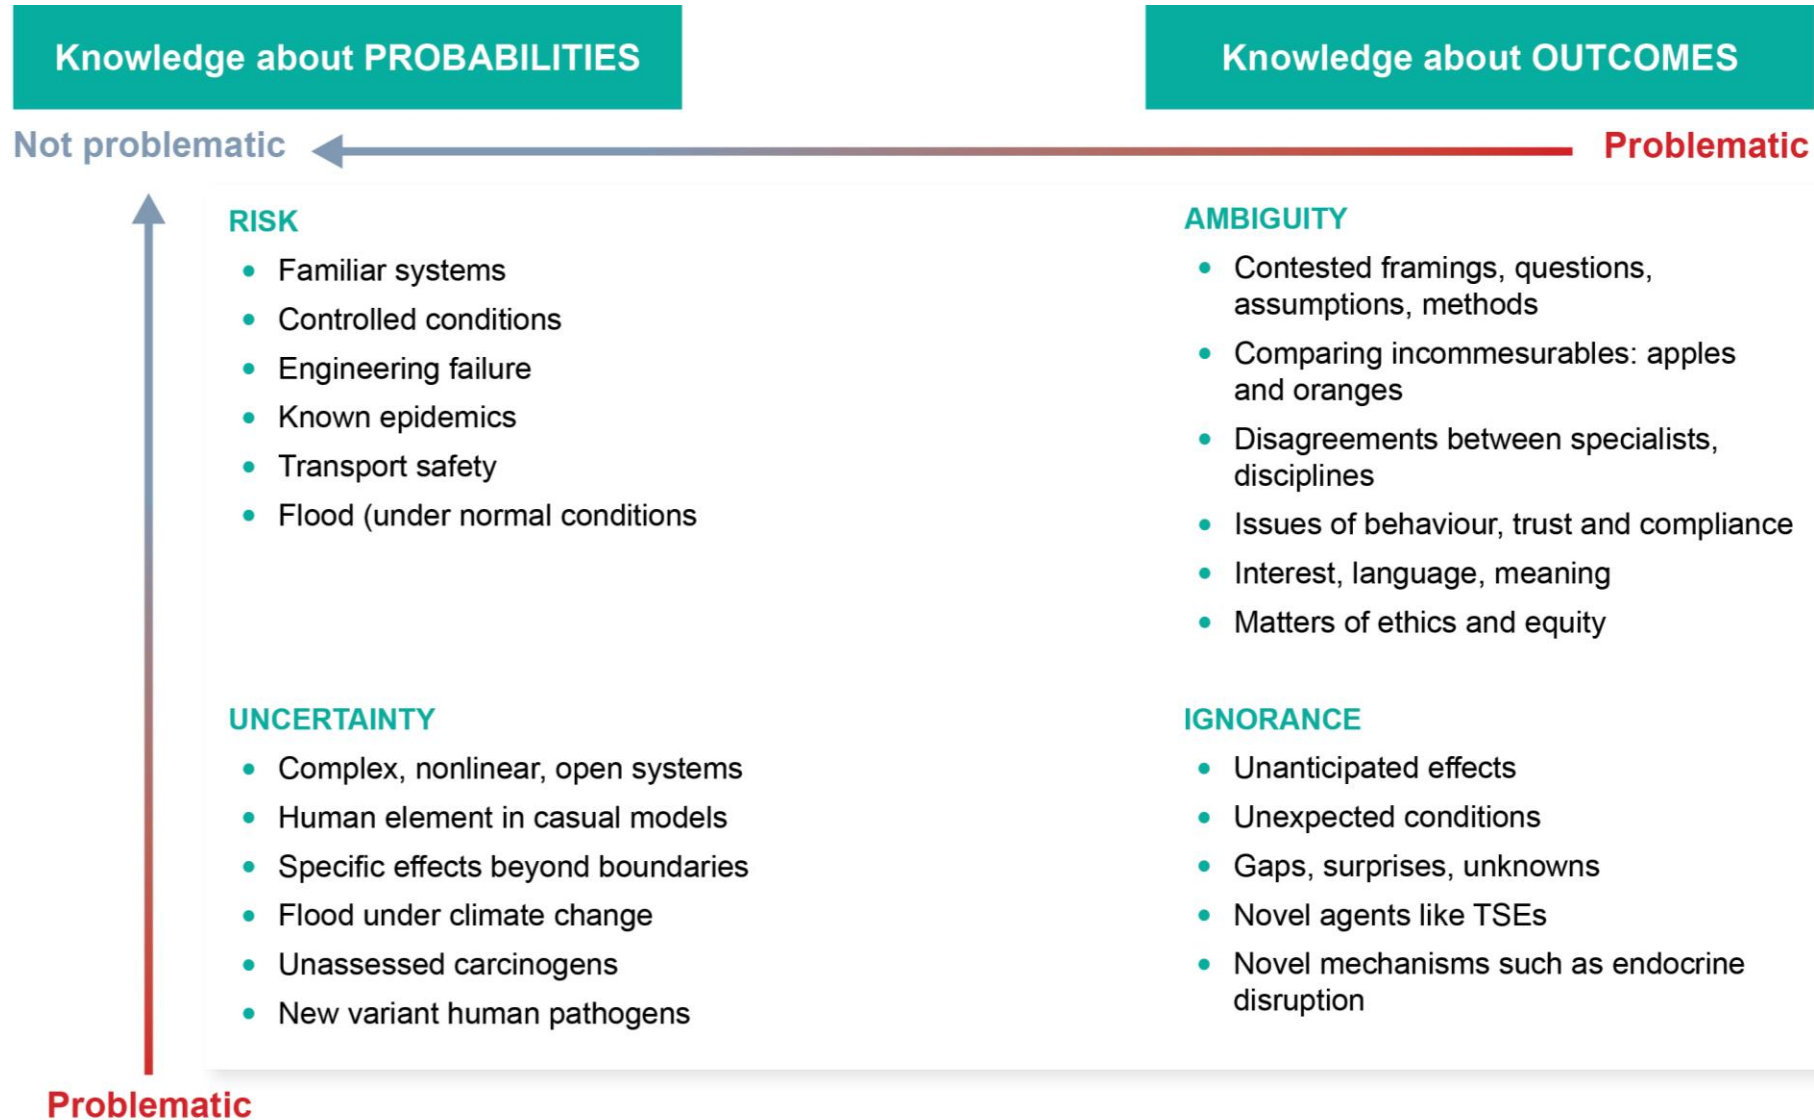 Knowledge about PROBABILITIES
Knowledge about OUTCOMES
Not problematic
Problematic
RISK
• Familiar systems
• Controlled conditions
• Engineering failure
• Known epidemics
• Transport safety
• Flood (under normal conditions
AMBIGUITY
• Contested framings, questions,
assumptions, methods
• Comparing incommesurables: apples
and oranges
• Disagreements between specialists,
disciplines
• Issues of behaviour, trust and compliance
• Interest, language, meaning
• Matters of ethics and equity
UNCERTAINTY
• Complex, nonlinear, open systems
• Human element in casual models
• Specific effects beyond boundaries
• Flood under climate change
• Unassessed carcinogens
• New variant human pathogens
IGNORANCE
• Unanticipated effects
• Unexpected conditions
• Gaps, surprises, unknowns
• Novel agents like TSEs
• Novel mechanisms such as endocrine
disruption
Problematic